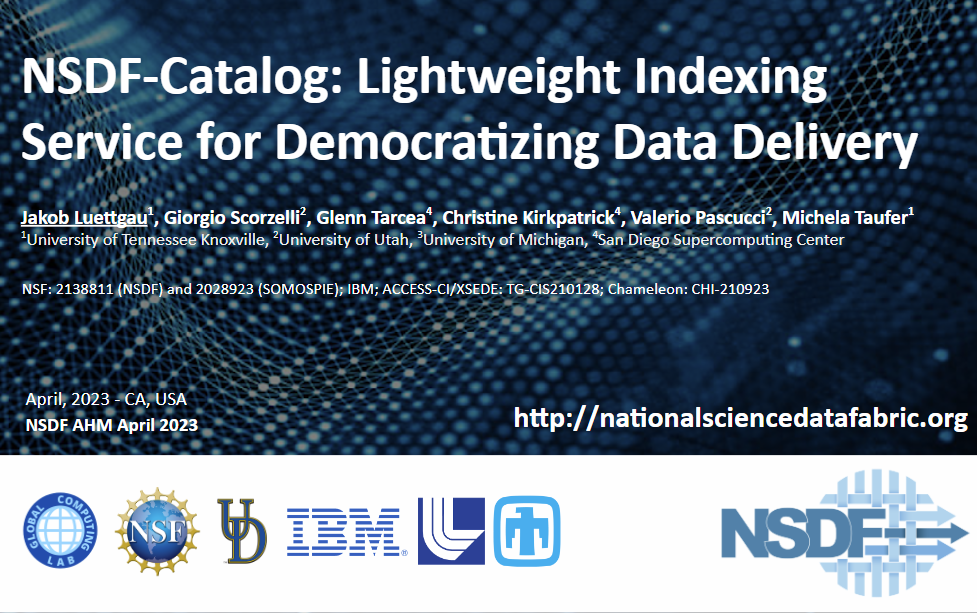 NSDF-Catalog: Lightweight Indexing
Service for Democratizing Data Delivery
Jakob Luettgau1, Giorgio Scorzelli2, Glenn Tarcea4, Christine Kirkpatrick4, Valerio Pascucci2, Michela Taufer1
1University of Tennessee Knoxville, 2University of Utah, 3University of Michigan, 4San Diego Supercomputing Center
NSF: 2138811 (NSDF) and 2028923 (SOMOSPIE); IBM; ACCESS-CI/XSEDE: TG-CIS210128; Chameleon: CHI-210923
April, 2023 - CA, USA
NSDF AHM April 2023
http://nationalsciencedatafabric.org
GLOBAL COMPUTING LAB
NSF
UD
IBM®
NSDF